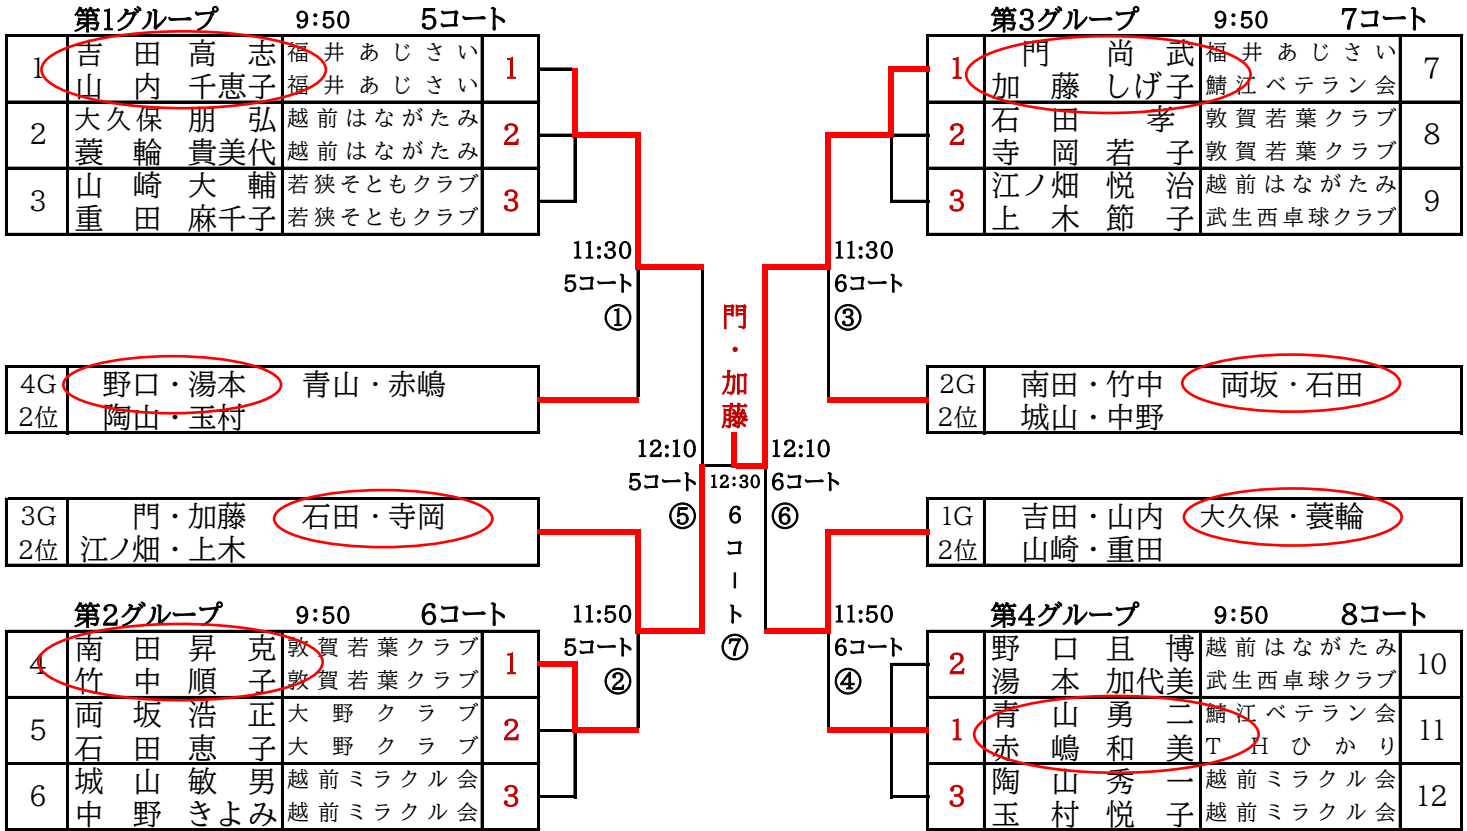 第1グループ 9:50 5コート
1 吉田高志 福井あじさい 1
山内千恵子 福井あじさい
2 大久保朋弘 越前はながたみ 2
蓑輪貴美代 越前はながたみ
3 山崎大輔 若狭そともクラブ 3
重田麻千子 若狭そともクラブ
11:30
5コート
①
4G 野口・湯本 青山・赤嶋
2位 陶山・玉村
12:10
5コート
⑤
3G 門・加藤 石田・寺岡
2位 江ノ畑・上木
第2グループ 9:50 6コート
11:50
5コート
②
4 南田昇克 敦賀若葉クラブ 1
竹中順子 敦賀若葉クラブ
5 両坂浩正 大野クラブ 2
石田恵子 大野クラブ
6 城山敏男 越前ミラクル会 3
中野きよみ 越前ミラクル会
門・加藤
12:30
6コート⑦
第3グループ 9:50 7コート
1 門尚武 福井あじさい 7
加藤しげ子 鯖江ベテラン会
2 石田孝 敦賀若葉クラブ 8
寺岡若子 敦賀若葉クラブ
3 江ノ畑悦治 越前はながたみ 9
上木節子 武生西卓球クラブ
11:30
6コート
③
2G 南田・竹中 両坂・石田
2位 城山・中野
12:10
6コート
⑥
1G 吉田・山内 大久保・蓑輪
2位 山崎・重田
第4グループ 9:50 8コート
11:50
6コート
④
2 野口且博 越前はながたみ 10
湯本加代美 武生西卓球クラブ
1 青山勇二 鯖江ベテラン会 11
赤嶋和美 THひかり
3 陶山秀一 越前ミラクル会 12
玉村悦子 越前ミラクル会